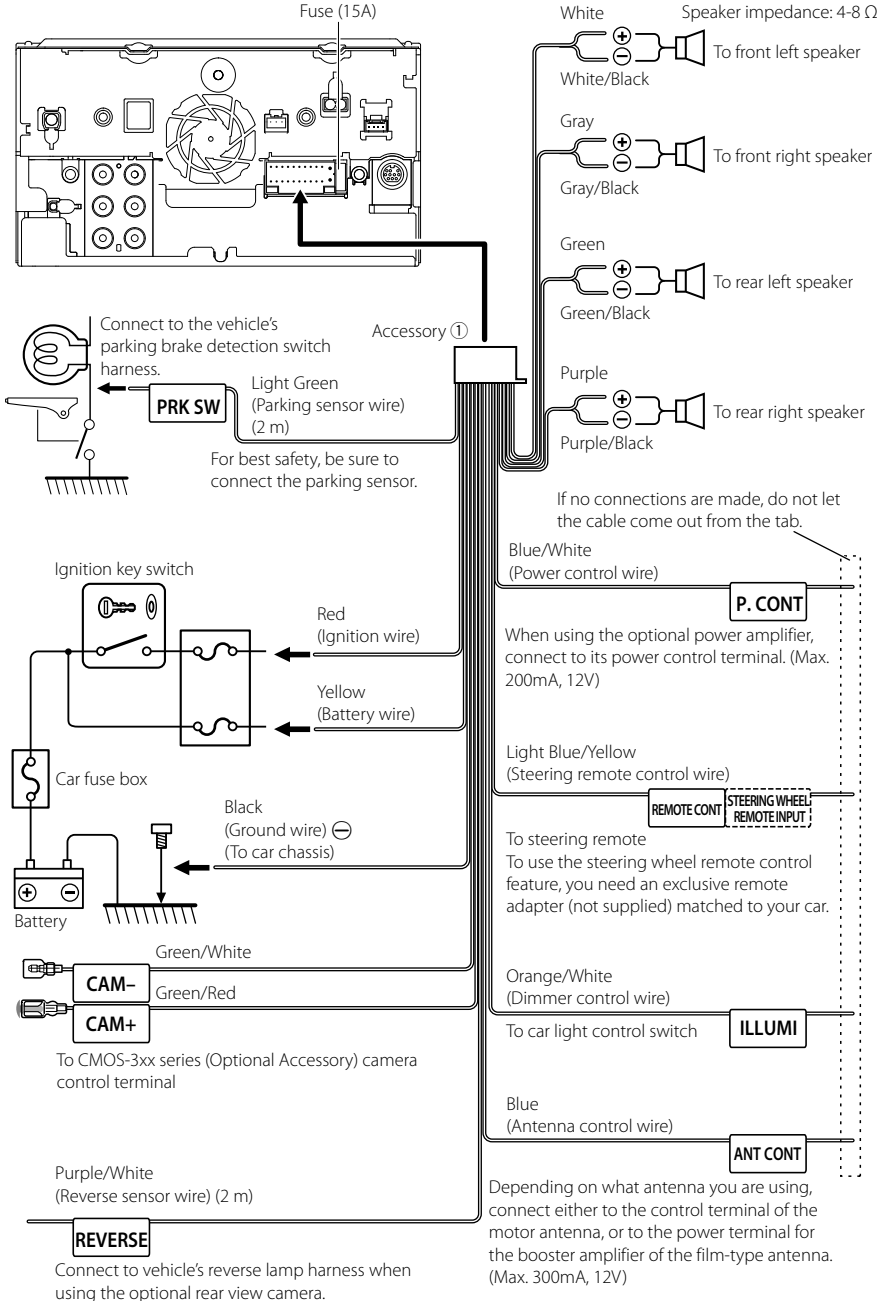 Fuse (15A)
White
Speaker impedance: 4-8 Ω
⊕
⊖
To front left speaker
White/Black
Gray
⊕
⊖
To front right speaker
Gray/Black
Green
⊕
⊖
To rear left speaker
Green/Black
Purple
⊕
⊖
To rear right speaker
Purple/Black
Accessory ①
Connect to the vehicle's
parking brake detection switch
harness.
PRK SW
Light Green
(Parking sensor wire)
(2 m)
For best safety, be sure to
connect the parking sensor.
If no connections are made, do not let
the cable come out from the tab.
Blue/White
(Power control wire)
P. CONT
When using the optional power amplifier,
connect to its power control terminal. (Max.
200mA, 12V)
Ignition key switch
Red
(Ignition wire)
Yellow
(Battery wire)
Car fuse box
Light Blue/Yellow
(Steering remote control wire)
REMOTE CONT
STEERING WHEEL
REMOTE INPUT
To steering remote
To use the steering wheel remote control
feature, you need an exclusive remote
adapter (not supplied) matched to your car.
Black
(Ground wire) ⊖
(To car chassis)
⊕ ⊖
Battery
Green/White
CAM–
Green/Red
CAM+
To CMOS-3xx series (Optional Accessory) camera
control terminal
Orange/White
(Dimmer control wire)
To car light control switch
ILLUMI
Blue
(Antenna control wire)
ANT CONT
Depending on what antenna you are using,
connect either to the control terminal of the
motor antenna, or to the power terminal for
the booster amplifier of the film-type antenna.
(Max. 300mA, 12V)
Purple/White
(Reverse sensor wire) (2 m)
REVERSE
Connect to vehicle's reverse lamp harness when
using the optional rear view camera.